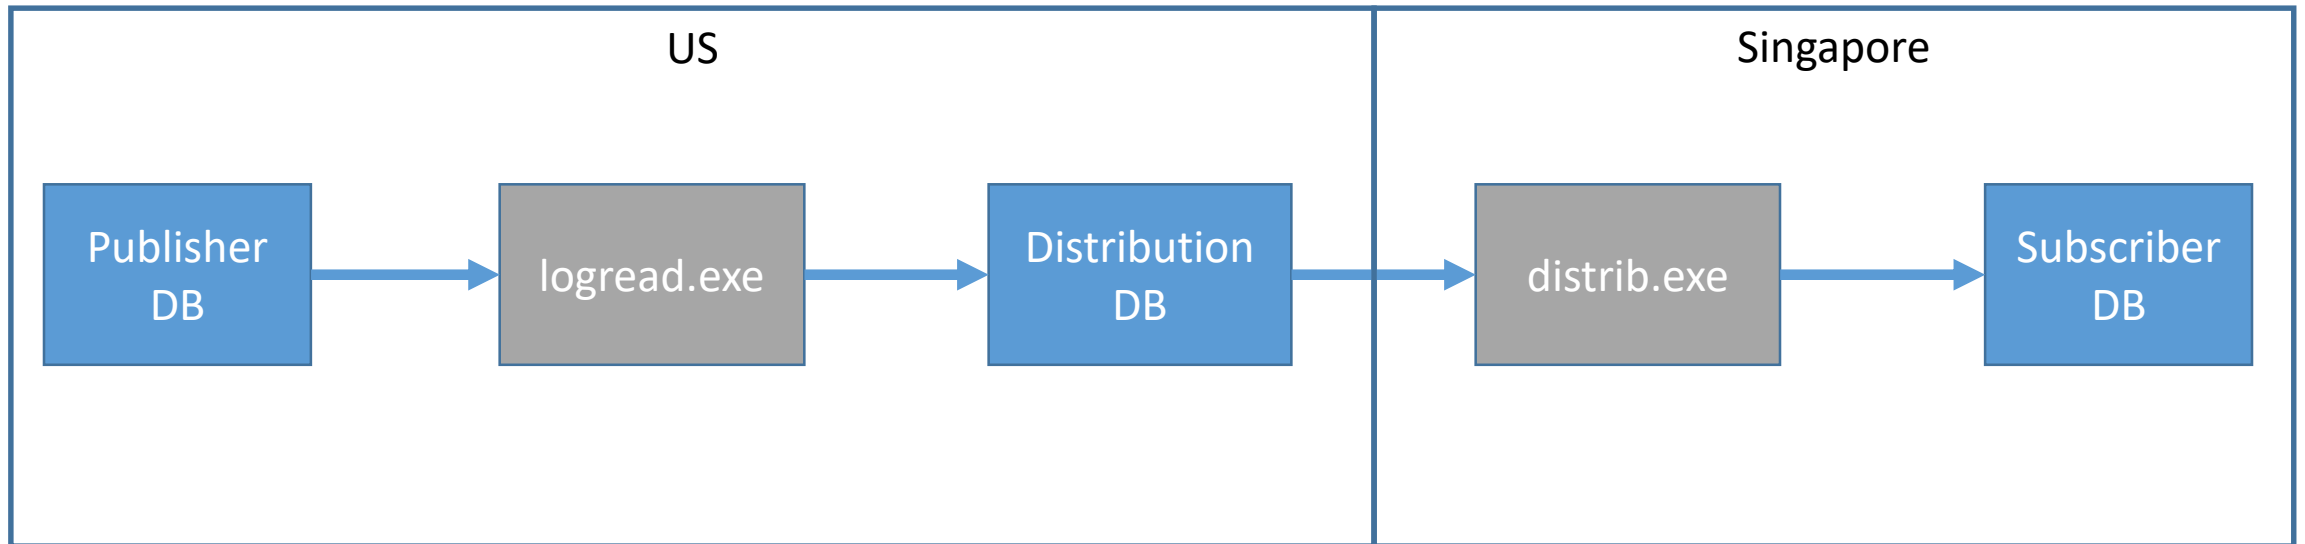 US
Singapore
Publisher
DB
logread.exe
Distribution
DB
distrib.exe
Subscriber
DB